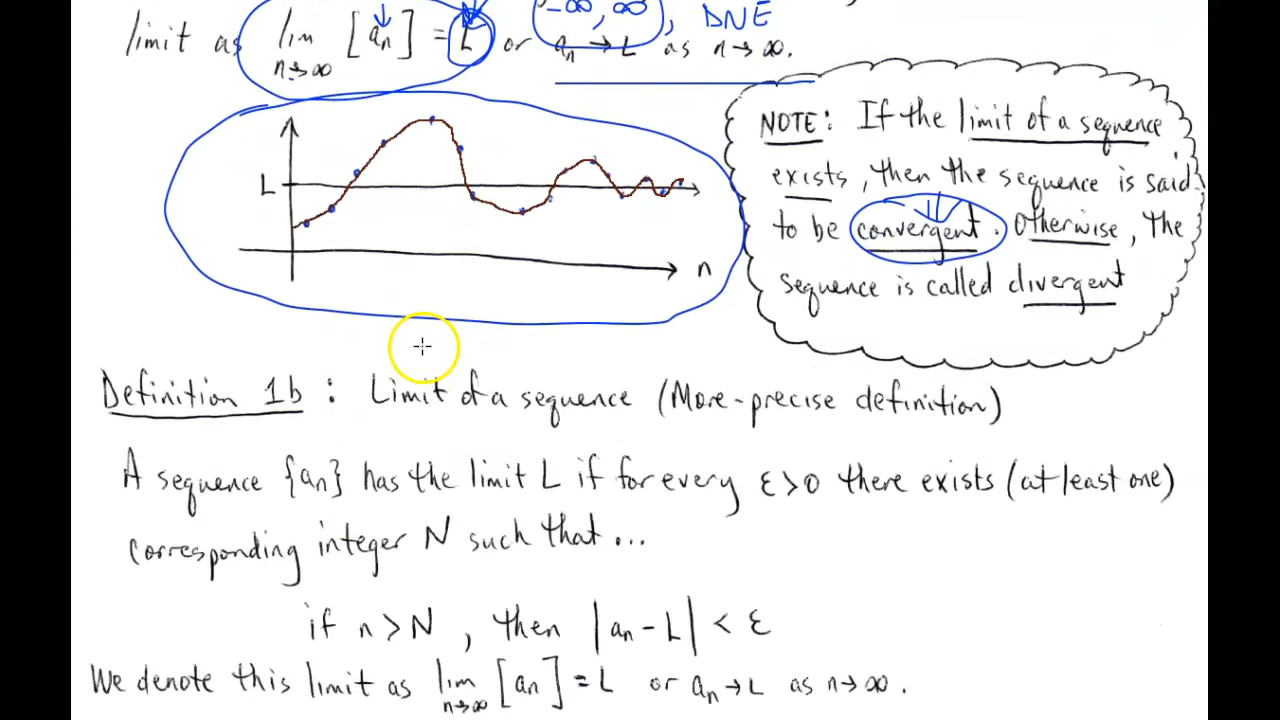 -∞, ∞, DNE
limit as lim n→∞ [an] = L or an → L as n→∞.
L
n
NOTE: If the limit of a sequence
exists, then the sequence is said
to be convergent. Otherwise, the
sequence is called divergent
Definition 1b : Limit of a sequence (More-precise definition)
A sequence {an} has the limit L if for every ε>0 there exists (at least one)
corresponding integer N such that...
if n>N, then |an - L| < ε
We denote this limit as lim n→∞ [an] = L or an→L as n→∞.